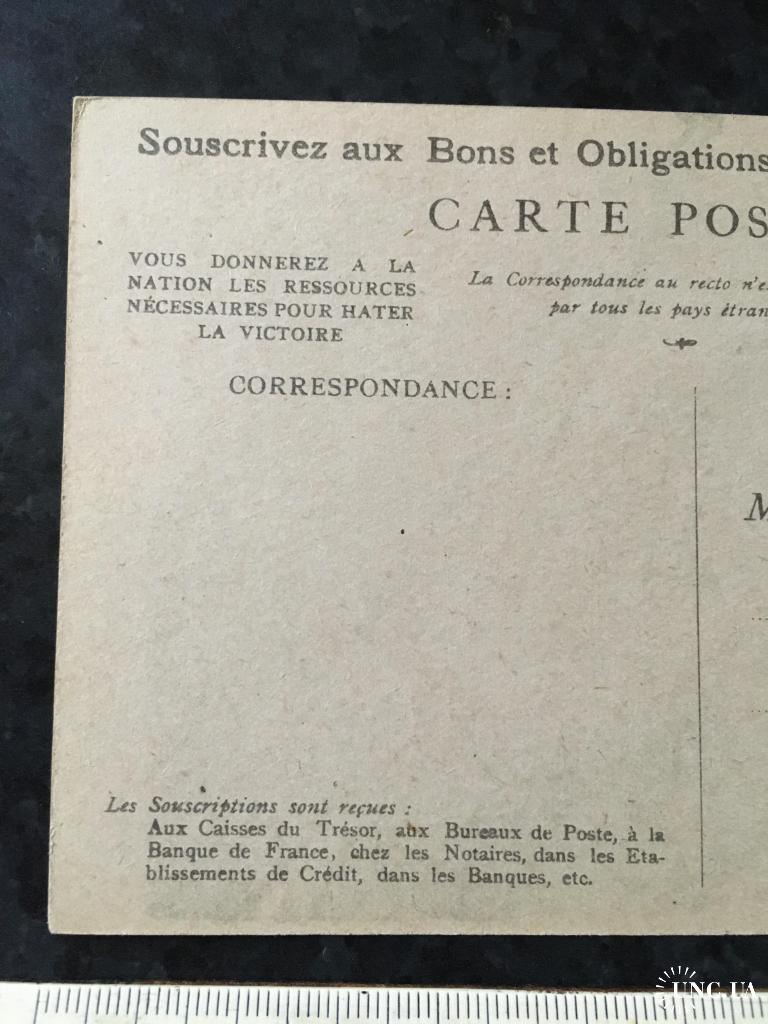 Souscrivez aux Bons et Obligations
CARTE POS
VOUS DONNEREZ A LA
NATION LES RESSOURCES
NÉCESSAIRES POUR HATER
LA VICTOIRE
La Correspondance au recto n'es
par tous les pays étran
CORRESPONDANCE :
M
Les Souscriptions sont reçues :
Aux Caisses du Trésor, aux Bureaux de Poste, à la
Banque de France, chez les Notaires, dans les Eta-
blissements de Crédit, dans les Banques, etc.
UNC.UA